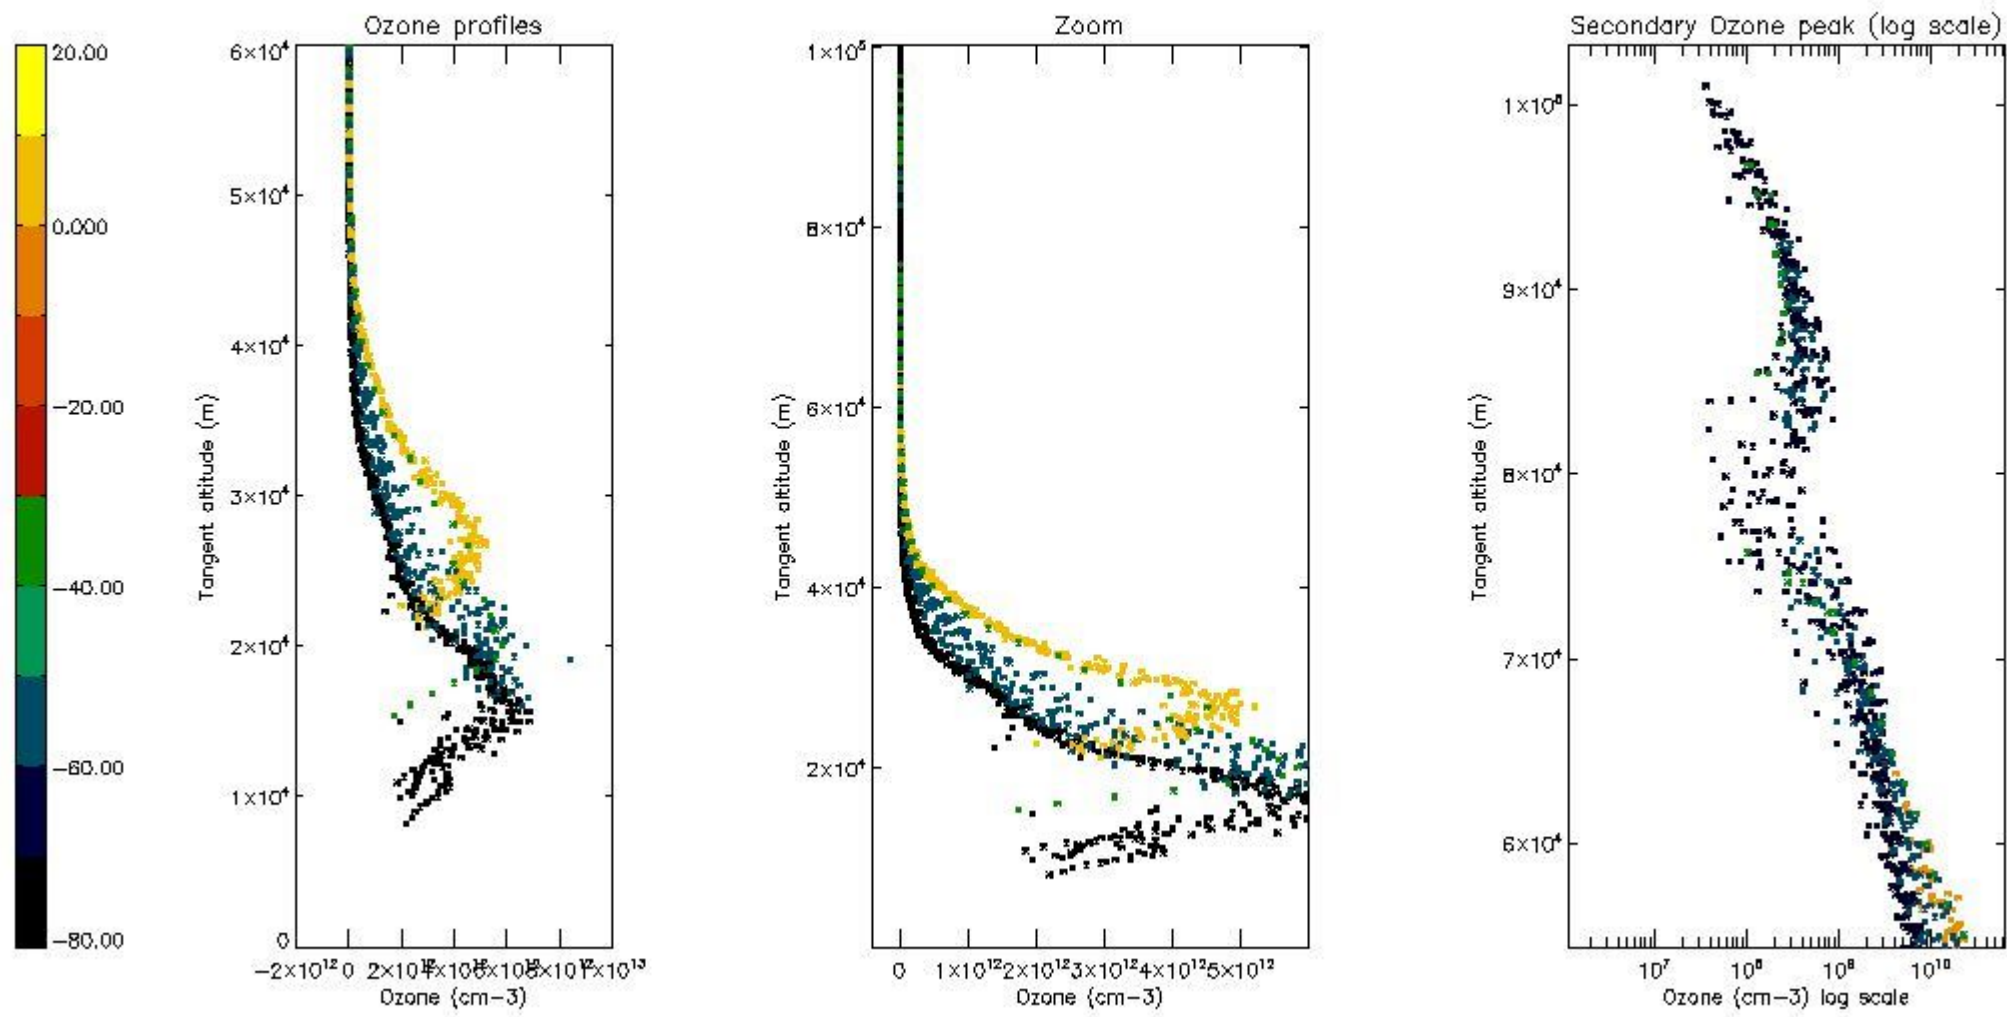 Ozone profiles
Zoom
Secondary Ozone peak (log scale)
20.00
0.000
−20.00
−40.00
−60.00
−80.00
Tangent altitude (m)
6×10⁴
5×10⁴
4×10⁴
3×10⁴
2×10⁴
1×10⁴
0
−2×10¹²
0
Ozone (cm−3)
Tangent altitude (m)
1×10⁵
8×10⁴
6×10⁴
4×10⁴
2×10⁴
0 1×10¹² 2×10¹² 3×10¹² 4×10¹² 5×10¹²
Ozone (cm−3)
Tangent altitude (m)
9×10⁴
8×10⁴
7×10⁴
6×10⁴
10⁷ 10⁸ 10⁹ 10¹⁰
Ozone (cm−3) log scale